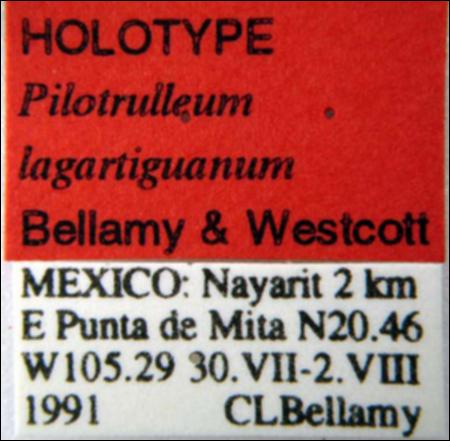 HOLOTYPE
Pilotrulleum
lagartiguanum
Bellamy & Westcott
MEXICO: Nayarit 2 km
E Punta de Mita N20.46
W105.29 30.VII-2.VIII
1991 CLBellamy